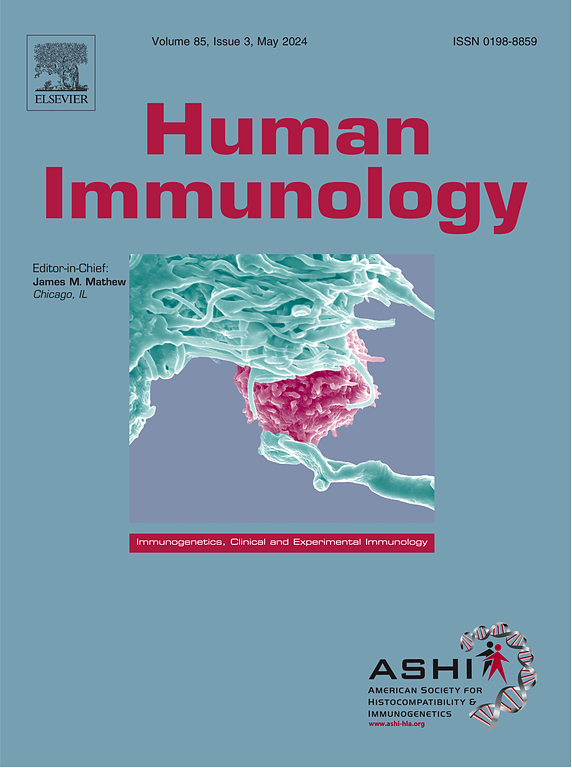 Volume 85, Issue 3, May 2024
ISSN 0198-8859
ELSEVIER
Human
Immunology
Editor-in-Chief:
James M. Mathew
Chicago, IL
Immunogenetics, Clinical and Experimental Immunology
ASHI
AMERICAN SOCIETY FOR
HISTOCOMPATIBILITY &
IMMUNOGENETICS
www.ashi-hla.org